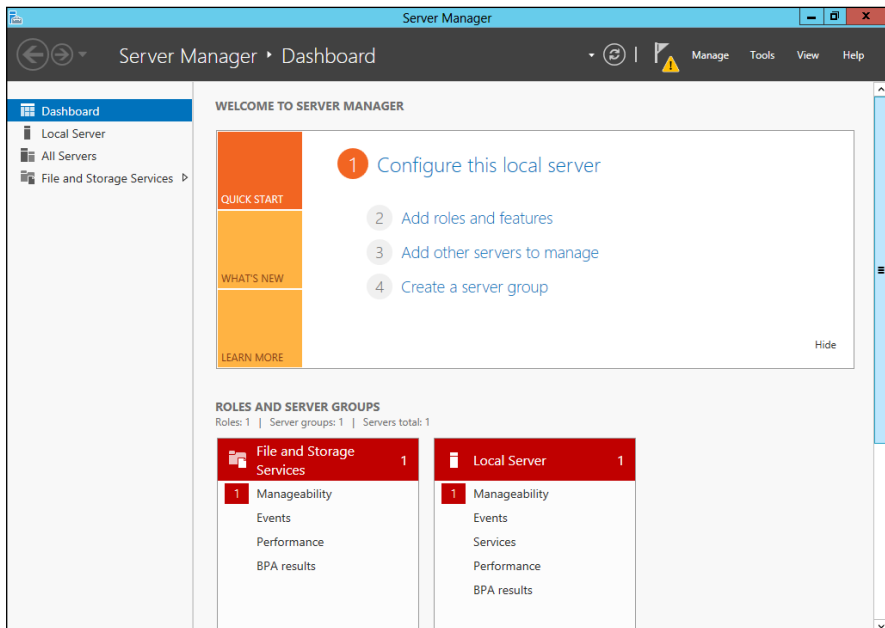 Server Manager
Server Manager ‣ Dashboard
Manage Tools View Help
Dashboard
Local Server
All Servers
File and Storage Services
WELCOME TO SERVER MANAGER
QUICK START
WHAT'S NEW
LEARN MORE
1 Configure this local server
2 Add roles and features
3 Add other servers to manage
4 Create a server group
Hide
ROLES AND SERVER GROUPS
Roles: 1 | Server groups: 1 | Servers total: 1
File and Storage
Services 1
1 Manageability
Events
Performance
BPA results
Local Server 1
1 Manageability
Events
Services
Performance
BPA results